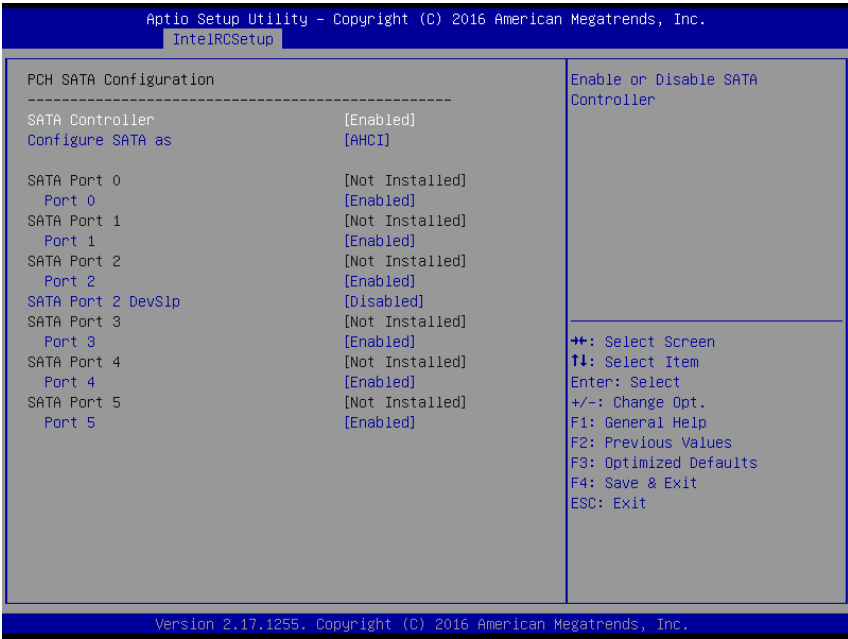 Aptio Setup Utility – Copyright (C) 2016 American Megatrends, Inc.
IntelRCSetup
PCH SATA Configuration
--------------------------------------------------
SATA Controller [Enabled]
Configure SATA as [AHCI]
SATA Port 0 [Not Installed]
Port 0 [Enabled]
SATA Port 1 [Not Installed]
Port 1 [Enabled]
SATA Port 2 [Not Installed]
Port 2 [Enabled]
SATA Port 2 DevSlp [Disabled]
SATA Port 3 [Not Installed]
Port 3 [Enabled]
SATA Port 4 [Not Installed]
Port 4 [Enabled]
SATA Port 5 [Not Installed]
Port 5 [Enabled]
Enable or Disable SATA
Controller
→←: Select Screen
↑↓: Select Item
Enter: Select
+/-: Change Opt.
F1: General Help
F2: Previous Values
F3: Optimized Defaults
F4: Save & Exit
ESC: Exit
Version 2.17.1255. Copyright (C) 2016 American Megatrends, Inc.